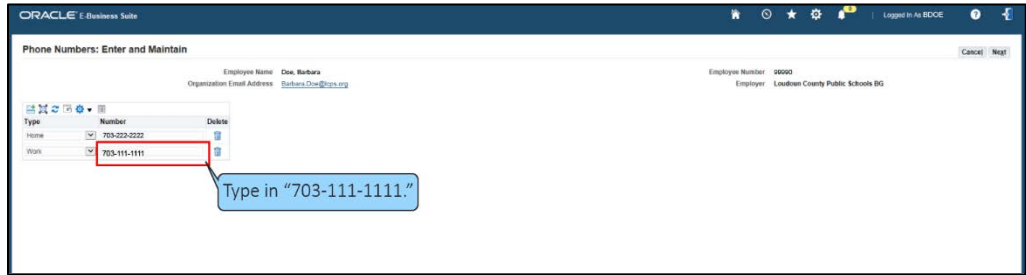 ORACLE E-Business Suite
Logged In As BDOE
Phone Numbers: Enter and Maintain
Cancel Next
Employee Name Doe, Barbara
Employee Number 99990
Organization Email Address Barbara.Doe@lcps.org
Employer Loudoun County Public Schools BG
Type Number Delete
Home 703-222-2222
Work 703-111-1111
Type in “703-111-1111.”